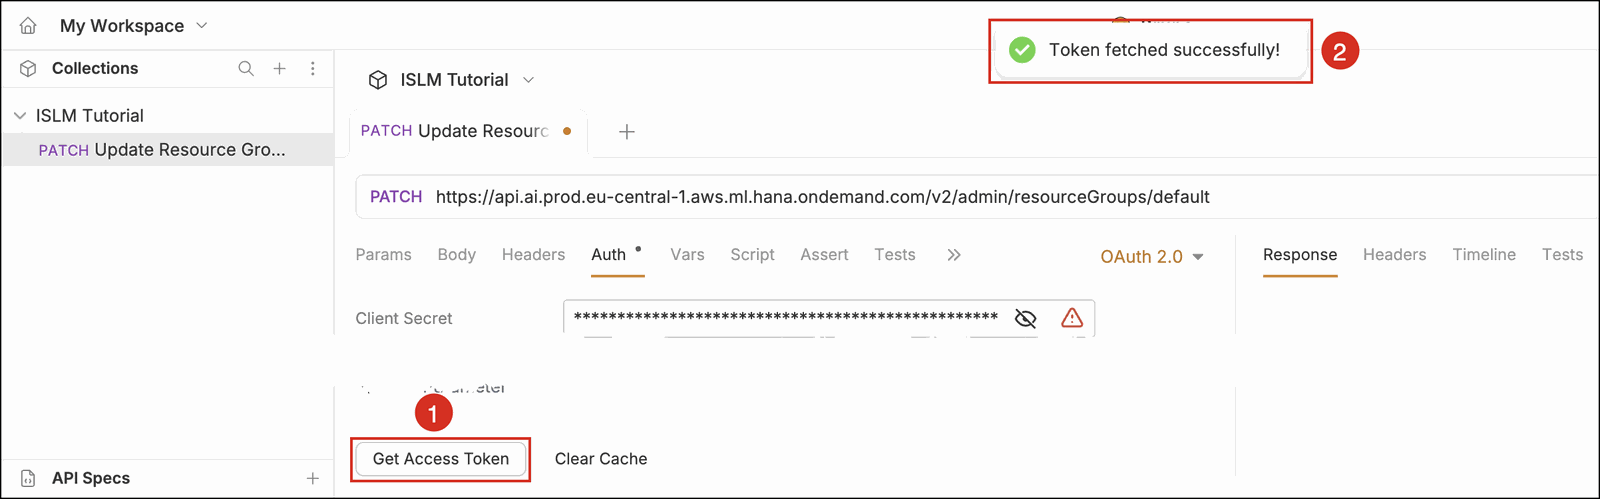 My Workspace
Token fetched successfully!
2
Collections
ISLM Tutorial
ISLM Tutorial
PATCH Update Resourc
PATCH Update Resource Gro...
PATCH https://api.ai.prod.eu-central-1.aws.ml.hana.ondemand.com/v2/admin/resourceGroups/default
Params Body Headers Auth Vars Script Assert Tests OAuth 2.0 Response Headers Timeline Tests
Client Secret *************************************************
1
Get Access Token Clear Cache
API Specs